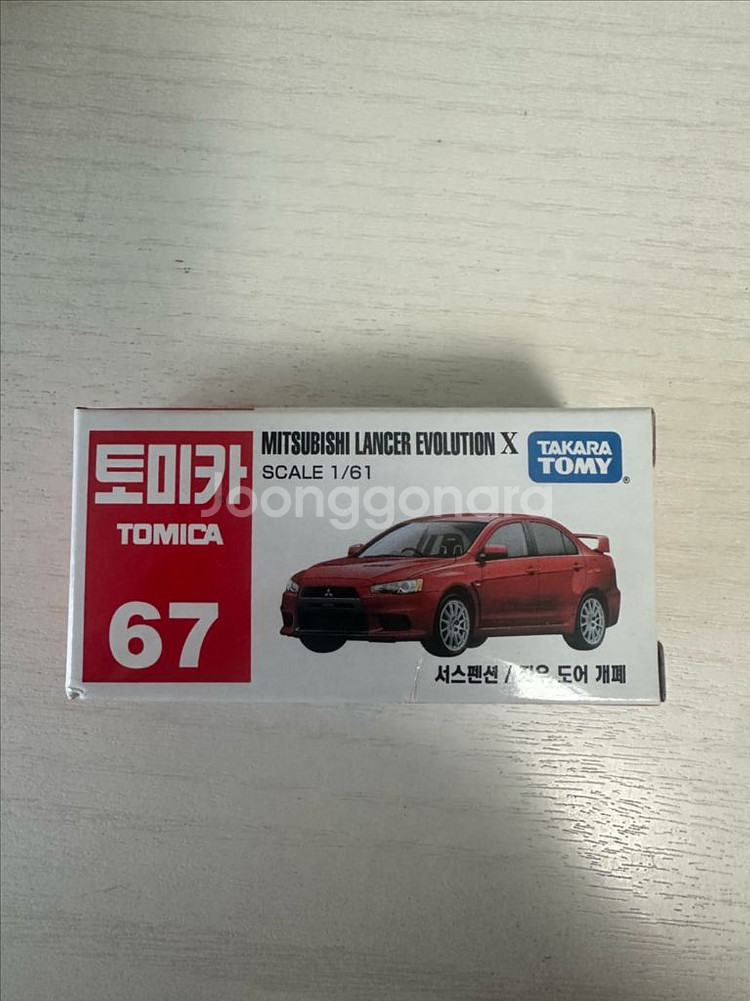 토미카
TOMICA
67
MITSUBISHI LANCER EVOLUTION X
SCALE 1/61
TAKARA
TOMY
®
Joonggonara
서스펜션 / 도어 개폐